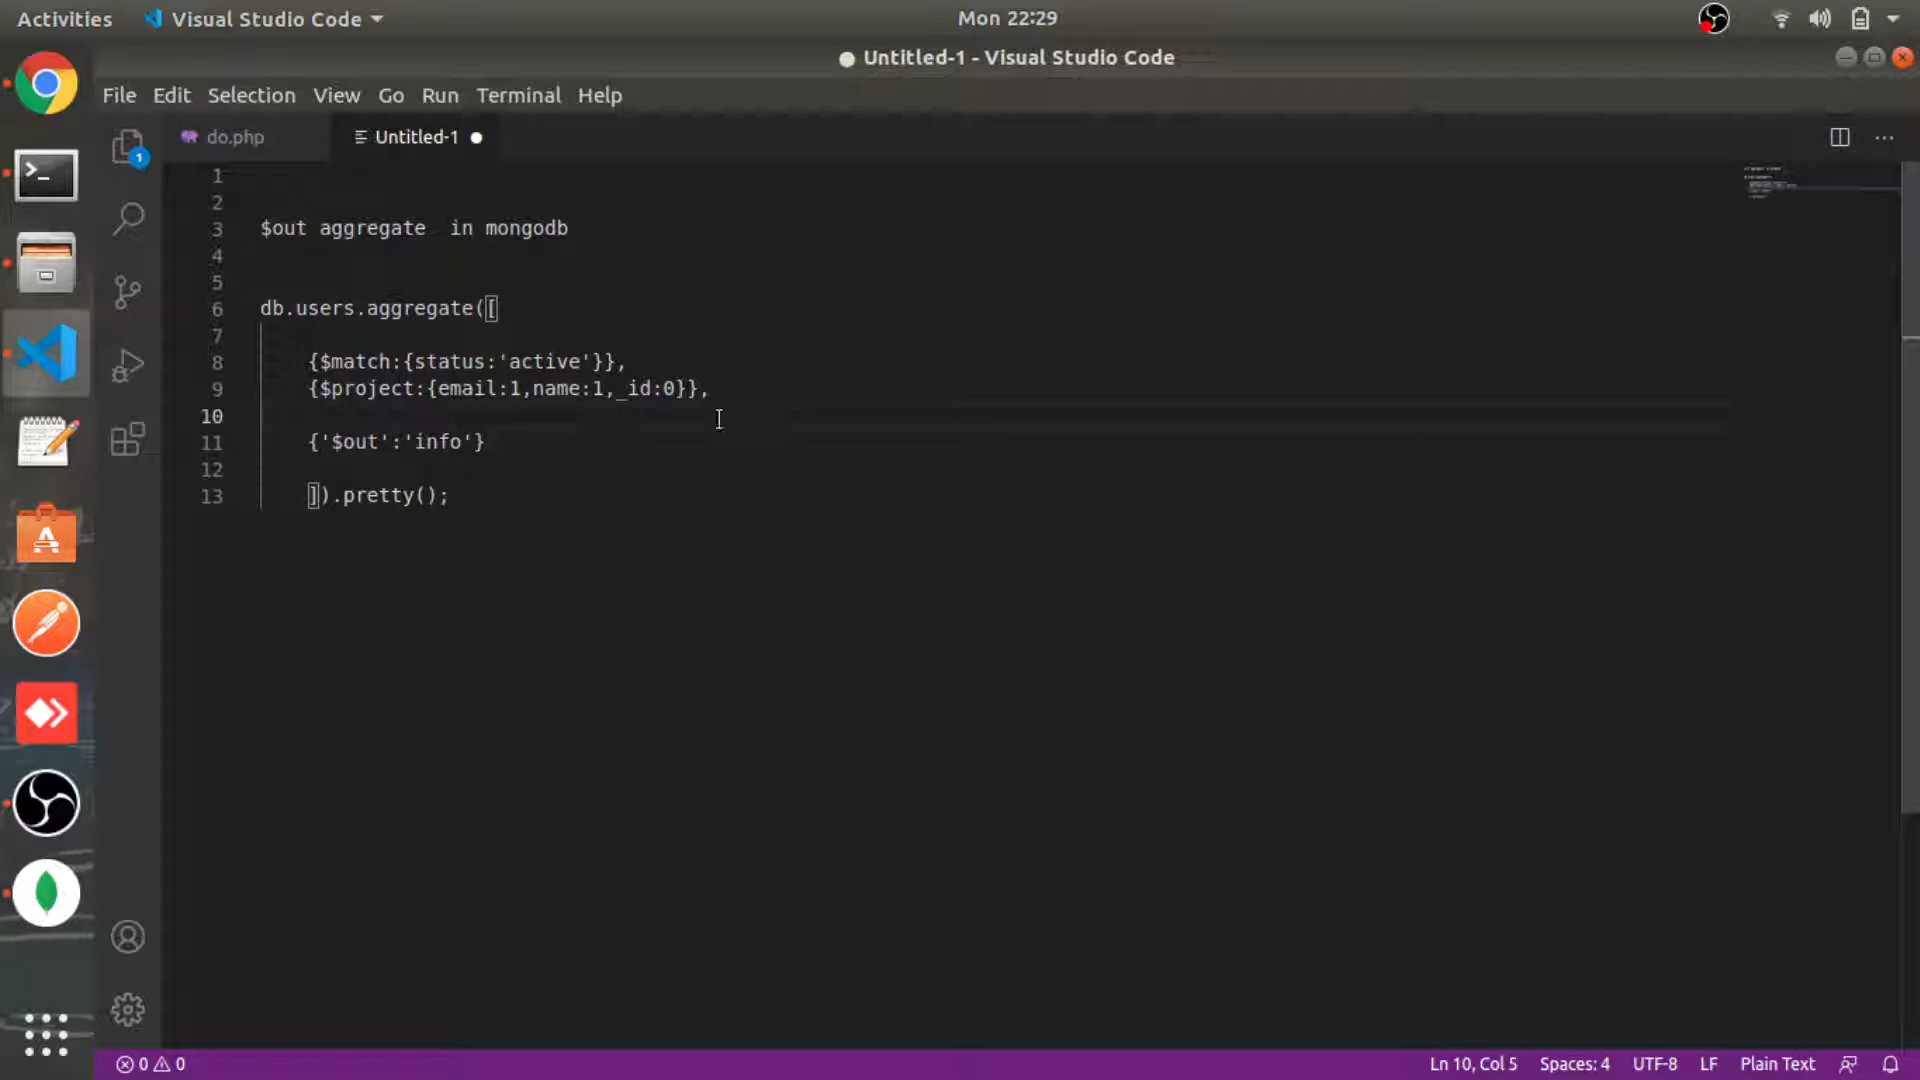 Activities Visual Studio Code Mon 22:29
Untitled-1 - Visual Studio Code
File Edit Selection View Go Run Terminal Help
do.php Untitled-1
1
1
2
3 $out aggregate  in mongodb
4
5
6 db.users.aggregate([
7
8 {$match:{status:'active'}},
9 {$project:{email:1,name:1,_id:0}},
10
11 {'$out':'info'}
12
13 ]).pretty();
0 0 Ln 10, Col 5 Spaces: 4 UTF-8 LF Plain Text